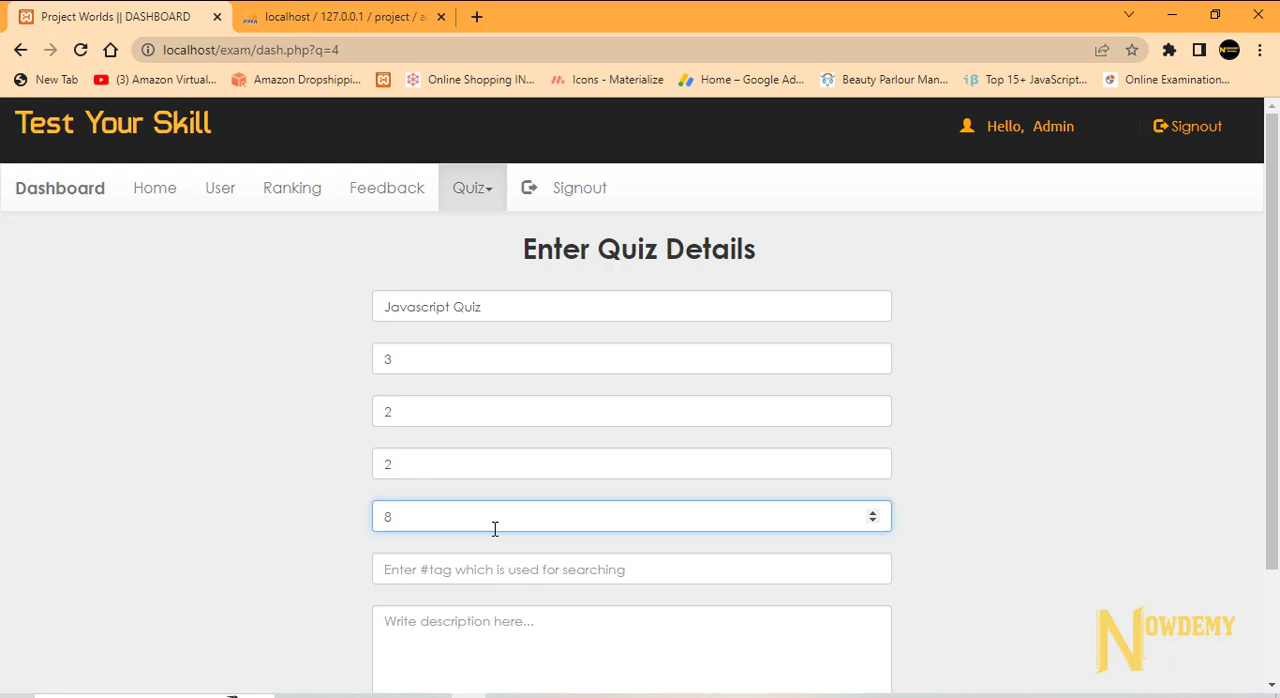 Project Worlds || DASHBOARD
localhost / 127.0.0.1 / project / a
localhost/exam/dash.php?q=4
New Tab
(3) Amazon Virtual...
Amazon Dropshippi...
Online Shopping IN...
Icons - Materialize
Home – Google Ad...
Beauty Parlour Man...
Top 15+ JavaScript...
Online Examination...
Test Your Skill
Hello, Admin
Signout
Dashboard
Home
User
Ranking
Feedback
Quiz
Signout
Enter Quiz Details
Javascript Quiz
3
2
2
8
Enter #tag which is used for searching
Write description here...
NOWDEMY